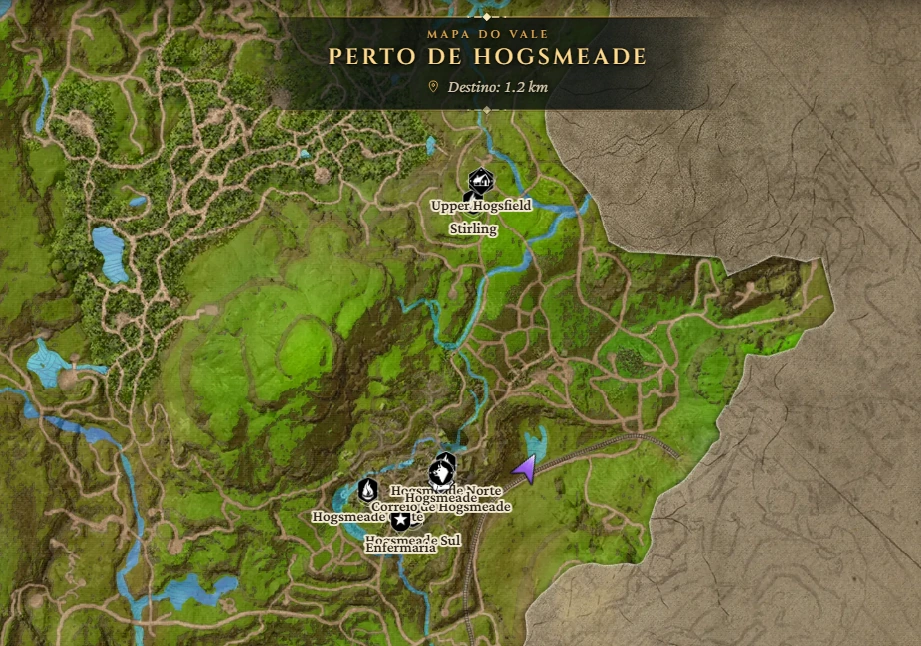 MAPA DO VALE
PERTO DE HOGSMEADE
Destino: 1.2 km
Upper Hogsfield
Stirling
Hogsmeade Norte
Hogsmeade
Correio de Hogsmeade
Hogsmeade
Hogsmeade Sul
Enfermaria